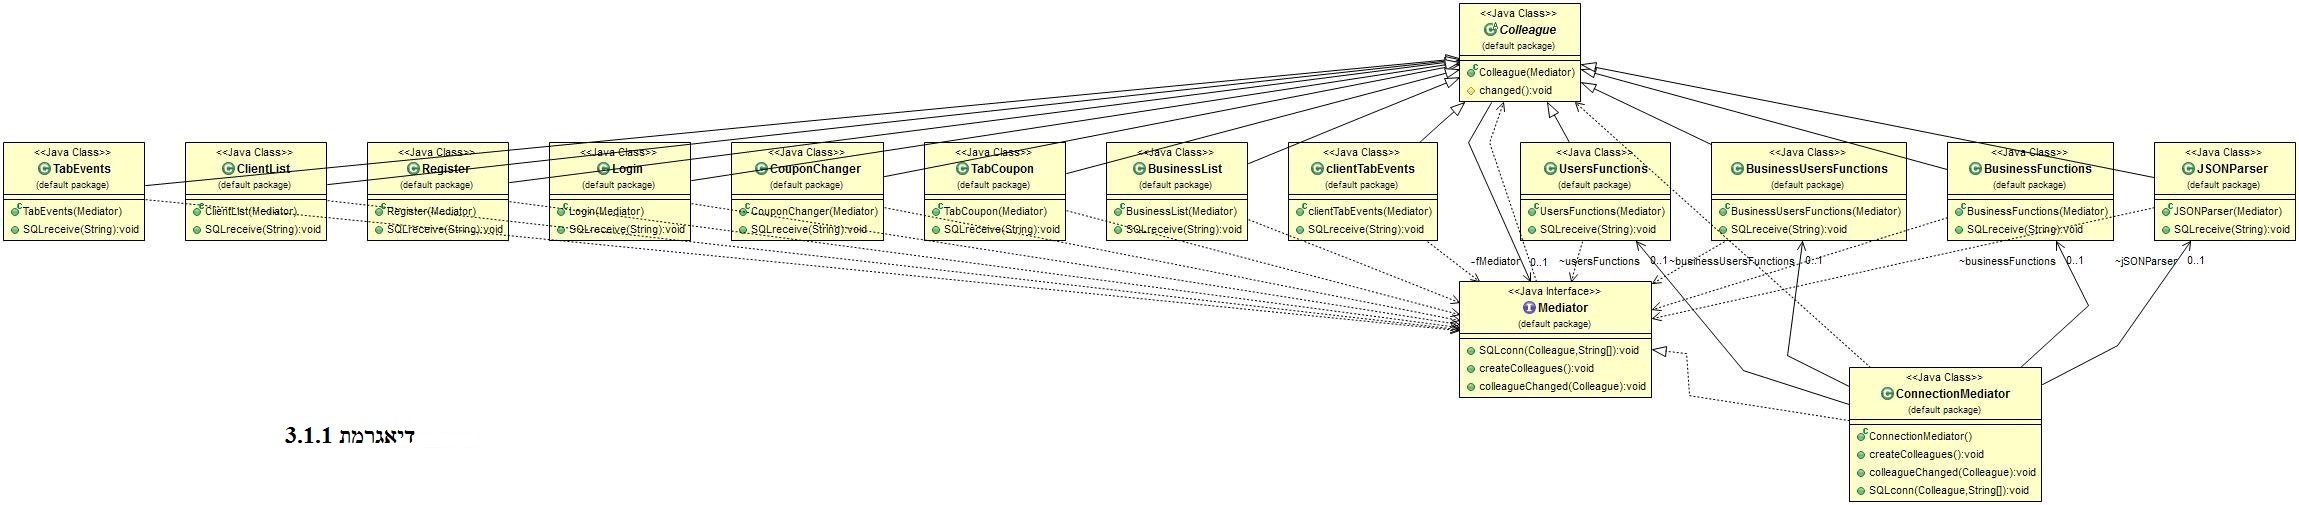 <<Java Class>>
Colleague
(default package)
Colleague(Mediator)
changed():void
<<Java Class>>
TabEvents
(default package)
TabEvents(Mediator)
SQLreceive(String):void
<<Java Class>>
ClientList
(default package)
ClientList(Mediator)
SQLreceive(String):void
<<Java Class>>
Register
(default package)
Register(Mediator)
SQLreceive(String):void
<<Java Class>>
Login
(default package)
Login(Mediator)
SQLreceive(String):void
<<Java Class>>
CouponChanger
(default package)
CouponChanger(Mediator)
SQLreceive(String):void
<<Java Class>>
TabCoupon
(default package)
TabCoupon(Mediator)
SQLreceive(String):void
<<Java Class>>
BusinessList
(default package)
BusinessList(Mediator)
SQLreceive(String):void
<<Java Class>>
clientTabEvents
(default package)
clientTabEvents(Mediator)
SQLreceive(String):void
<<Java Class>>
UsersFunctions
(default package)
UsersFunctions(Mediator)
SQLreceive(String):void
<<Java Class>>
BusinessUsersFunctions
(default package)
BusinessUsersFunctions(Mediator)
SQLreceive(String):void
<<Java Class>>
BusinessFunctions
(default package)
BusinessFunctions(Mediator)
SQLreceive(String):void
<<Java Class>>
JSONParser
(default package)
JSONParser(Mediator)
SQLreceive(String):void
-fMediator 0..1
~usersFunctions 0..1
~businessUsersFunctions 0..1
~businessFunctions 0..1
~jSONParser 0..1
<<Java Interface>>
Mediator
(default package)
SQLconn(Colleague,String[]):void
createColleagues():void
colleagueChanged(Colleague):void
<<Java Class>>
ConnectionMediator
(default package)
ConnectionMediator()
createColleagues():void
colleagueChanged(Colleague):void
SQLconn(Colleague,String[]):void
דיאגרמת 3.1.1